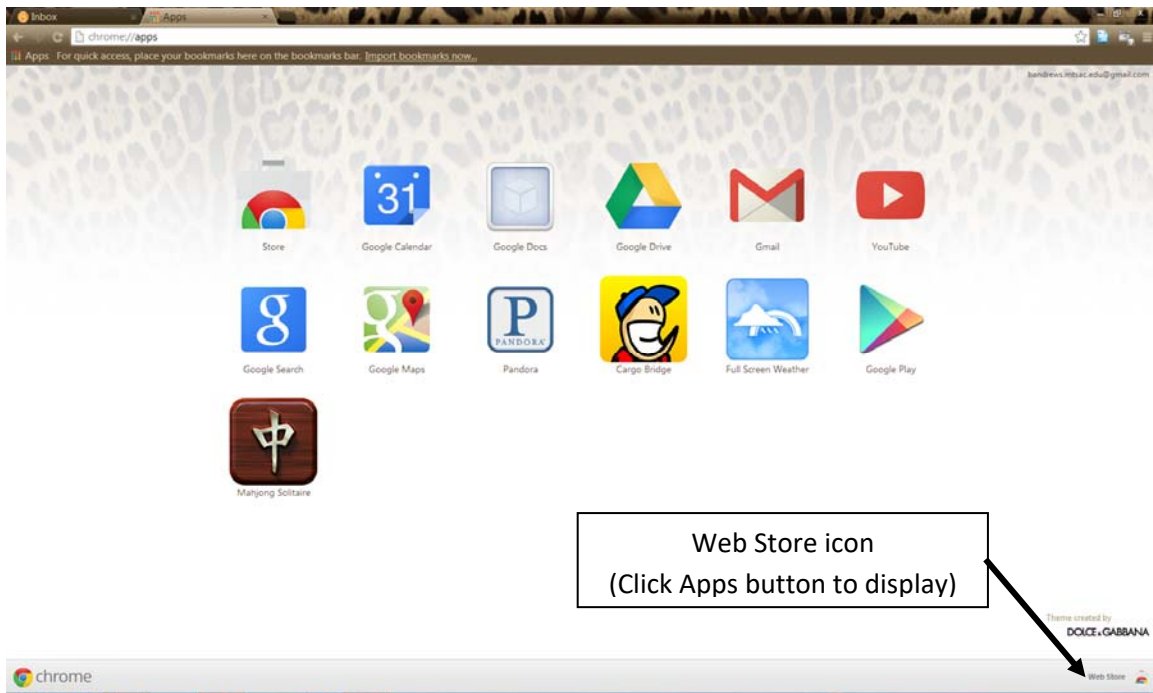 Inbox
Apps
chrome://apps
Apps For quick access, place your bookmarks here on the bookmarks bar. Import bookmarks now...
bandrews.mtsac.edu@gmail.com
31
Store Google Calendar Google Docs Google Drive Gmail YouTube
g
g
P
PANDORA
Google Search Google Maps Pandora Cargo Bridge Full Screen Weather Google Play
中
Mahjong Solitaire
Web Store icon
(Click Apps button to display)
Theme created by
DOLCE & GABBANA
chrome
Web Store